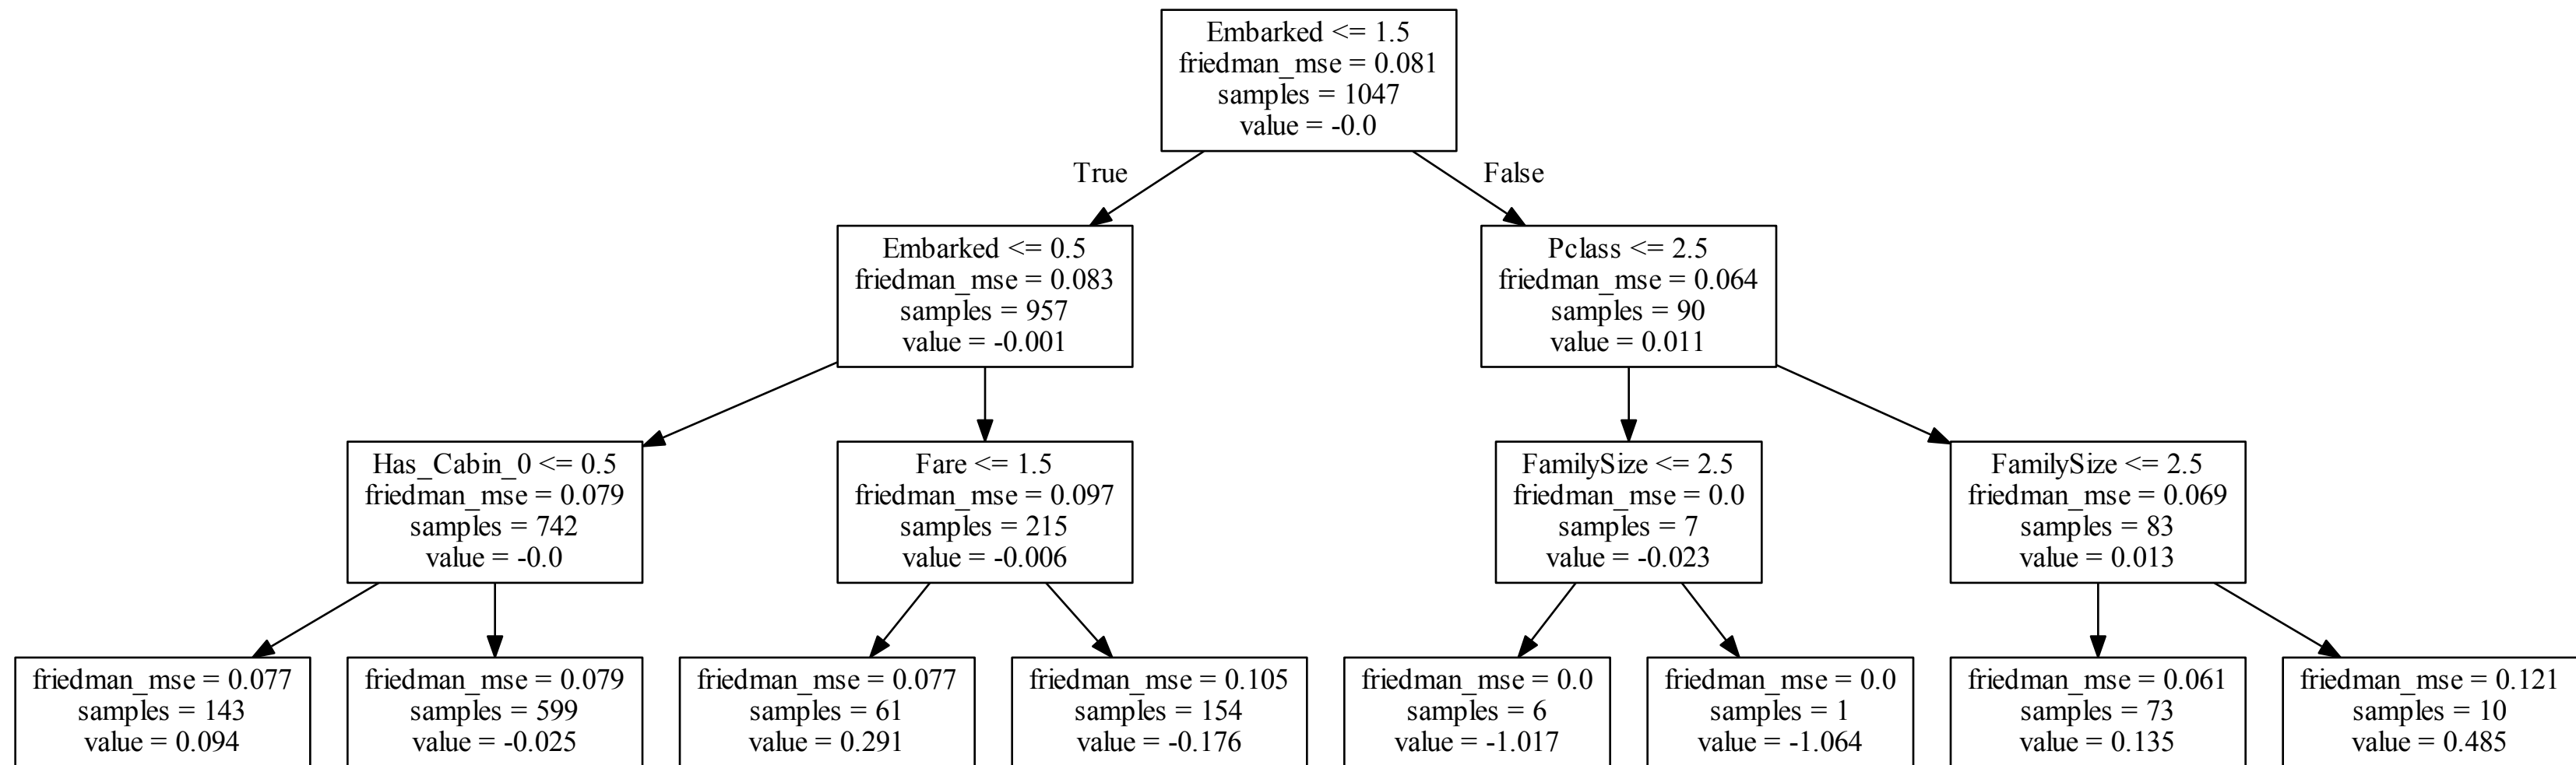 Embarked <= 1.5
friedman_mse = 0.081
samples = 1047
value = -0.0
True
False
Embarked <= 0.5
friedman_mse = 0.083
samples = 957
value = -0.001
Pclass <= 2.5
friedman_mse = 0.064
samples = 90
value = 0.011
Has_Cabin_0 <= 0.5
friedman_mse = 0.079
samples = 742
value = -0.0
Fare <= 1.5
friedman_mse = 0.097
samples = 215
value = -0.006
FamilySize <= 2.5
friedman_mse = 0.0
samples = 7
value = -0.023
FamilySize <= 2.5
friedman_mse = 0.069
samples = 83
value = 0.013
friedman_mse = 0.077
samples = 143
value = 0.094
friedman_mse = 0.079
samples = 599
value = -0.025
friedman_mse = 0.077
samples = 61
value = 0.291
friedman_mse = 0.105
samples = 154
value = -0.176
friedman_mse = 0.0
samples = 6
value = -1.017
friedman_mse = 0.0
samples = 1
value = -1.064
friedman_mse = 0.061
samples = 73
value = 0.135
friedman_mse = 0.121
samples = 10
value = 0.485